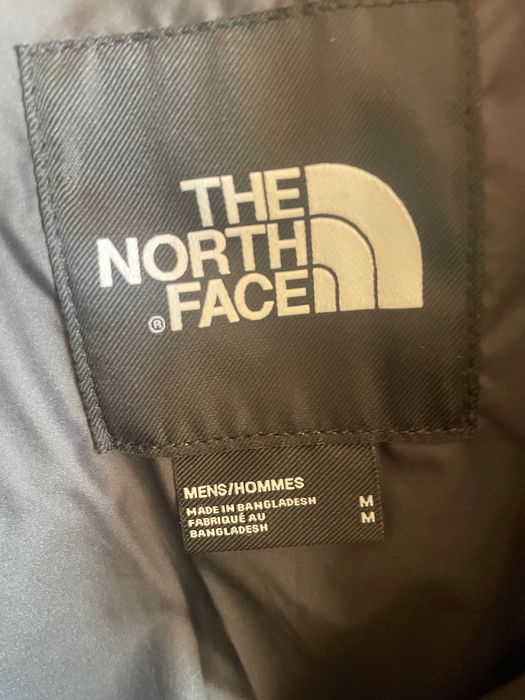 THE
NORTH
® FACE
MENS/HOMMES
MADE IN BANGLADESH M
FABRIQUÉ AU M
BANGLADESH